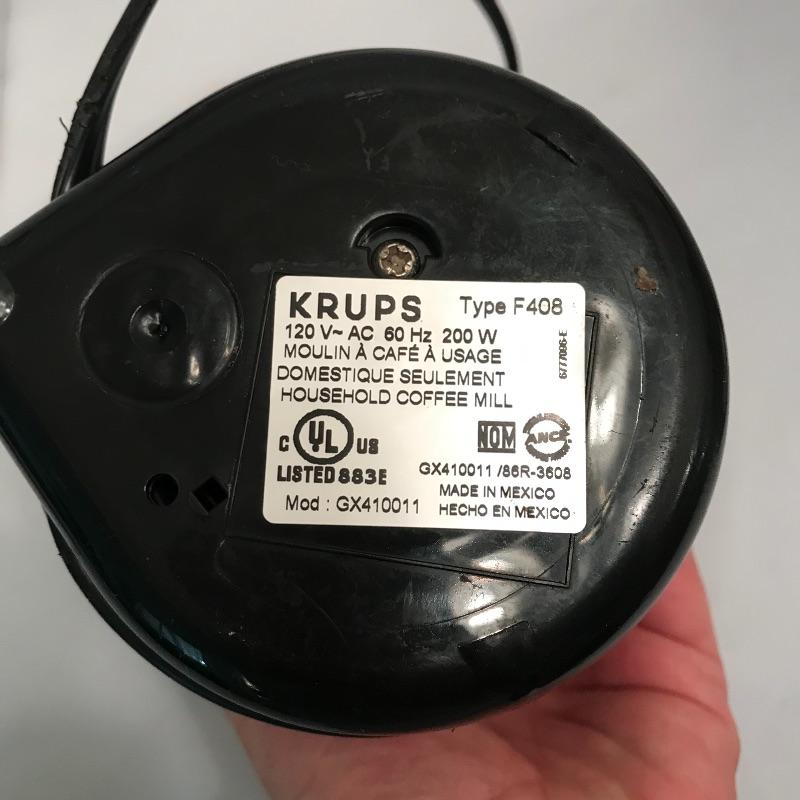 KRUPS Type F408
120 V~ AC 60 Hz 200 W
MOULIN À CAFÉ À USAGE
DOMESTIQUE SEULEMENT
HOUSEHOLD COFFEE MILL
6777096-E
C UL US
LISTED 883E
Mod : GX410011
NOM ANCE
GX410011 /86R-3608
MADE IN MEXICO
HECHO EN MEXICO